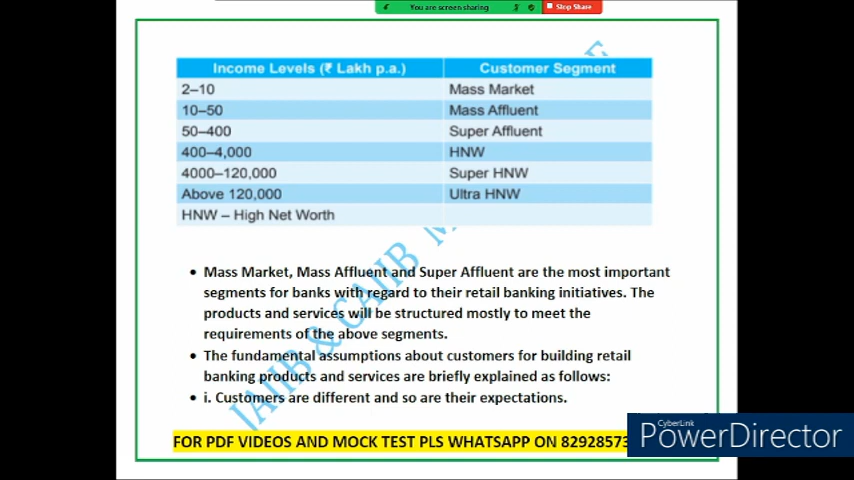 You are screen sharing Stop Share
Income Levels (₹ Lakh p.a.) Customer Segment
2–10 Mass Market
10–50 Mass Affluent
50–400 Super Affluent
400–4,000 HNW
4000–120,000 Super HNW
Above 120,000 Ultra HNW
HNW – High Net Worth
JAIIB & CAIIB
• Mass Market, Mass Affluent and Super Affluent are the most important
segments for banks with regard to their retail banking initiatives. The
products and services will be structured mostly to meet the
requirements of the above segments.
• The fundamental assumptions about customers for building retail
banking products and services are briefly explained as follows:
• i. Customers are different and so are their expectations.
FOR PDF VIDEOS AND MOCK TEST PLS WHATSAPP ON 82928573
CyberLink
PowerDirector